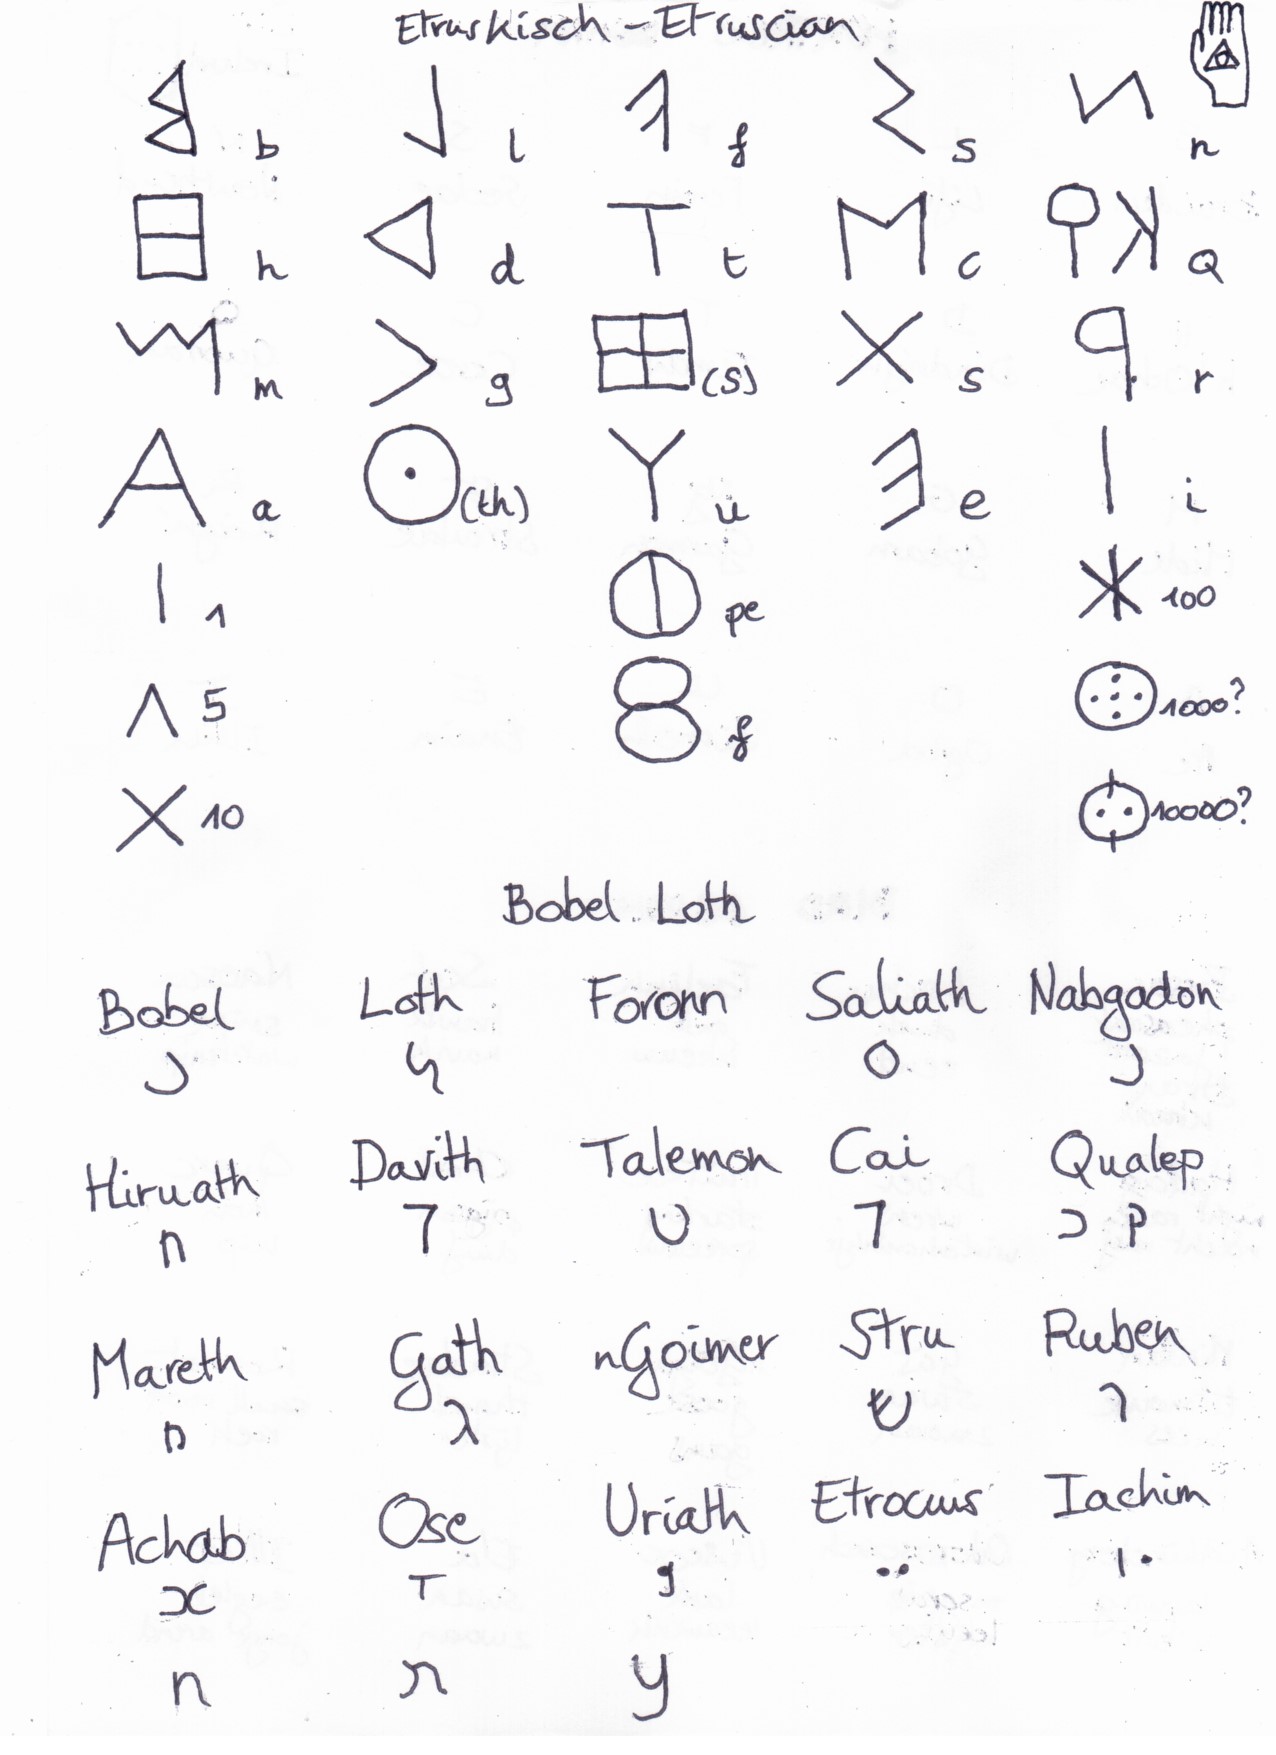 Etruskisch - Etruscian
b l f s n
h d t c Q
m g (S) s r
a (th) u e i
1 pe 100
5 f 1000?
10 10000?
Bobel Loth
Bobel Loth Foronn Saliath Nabgadon
Hiruath Davith Talemon Cai Qualep
Mareth Gath nGoimer Stru Ruben
Achab Ose Uriath Etrocuus Iachim